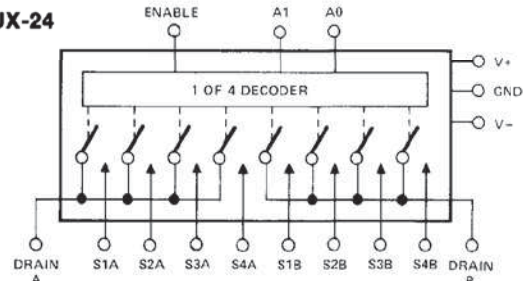 UX-24
ENABLE A1 A0
V+
1 OF 4 DECODER
GND
V−
DRAIN S1A S2A S3A S4A S1B S2B S3B S4B DRAIN
A